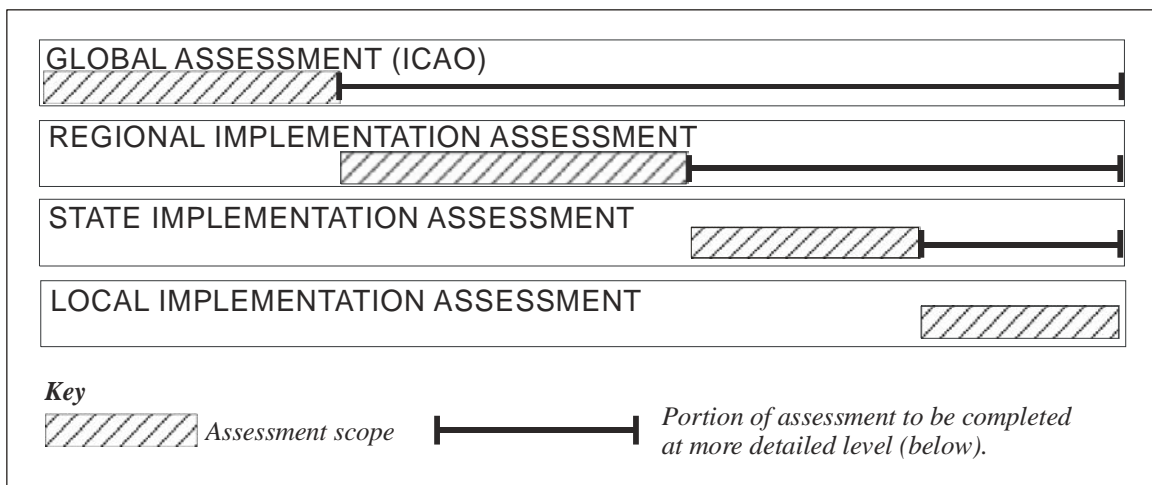 GLOBAL ASSESSMENT (ICAO)
REGIONAL IMPLEMENTATION ASSESSMENT
STATE IMPLEMENTATION ASSESSMENT
LOCAL IMPLEMENTATION ASSESSMENT
Key
Assessment scope
Portion of assessment to be completed
at more detailed level (below).